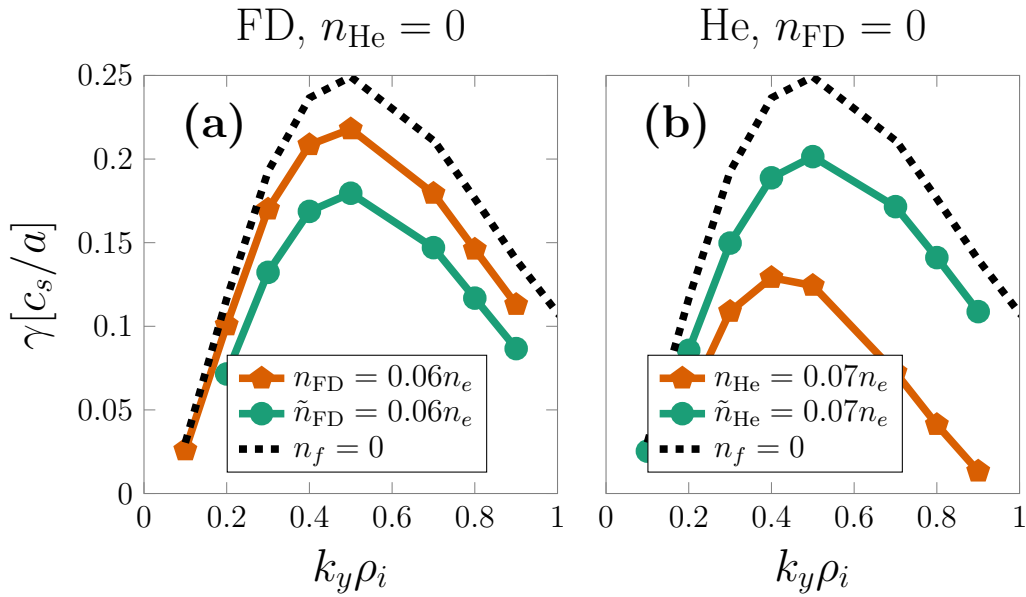 FD, n_He = 0
He, n_FD = 0
γ[c_s/a]
0.25
0.2
0.15
0.1
0.05
0
(a)
n_FD = 0.06n_e
ñ_FD = 0.06n_e
n_f = 0
0 0.2 0.4 0.6 0.8 1
k_yρ_i
(b)
n_He = 0.07n_e
ñ_He = 0.07n_e
n_f = 0
0 0.2 0.4 0.6 0.8 1
k_yρ_i